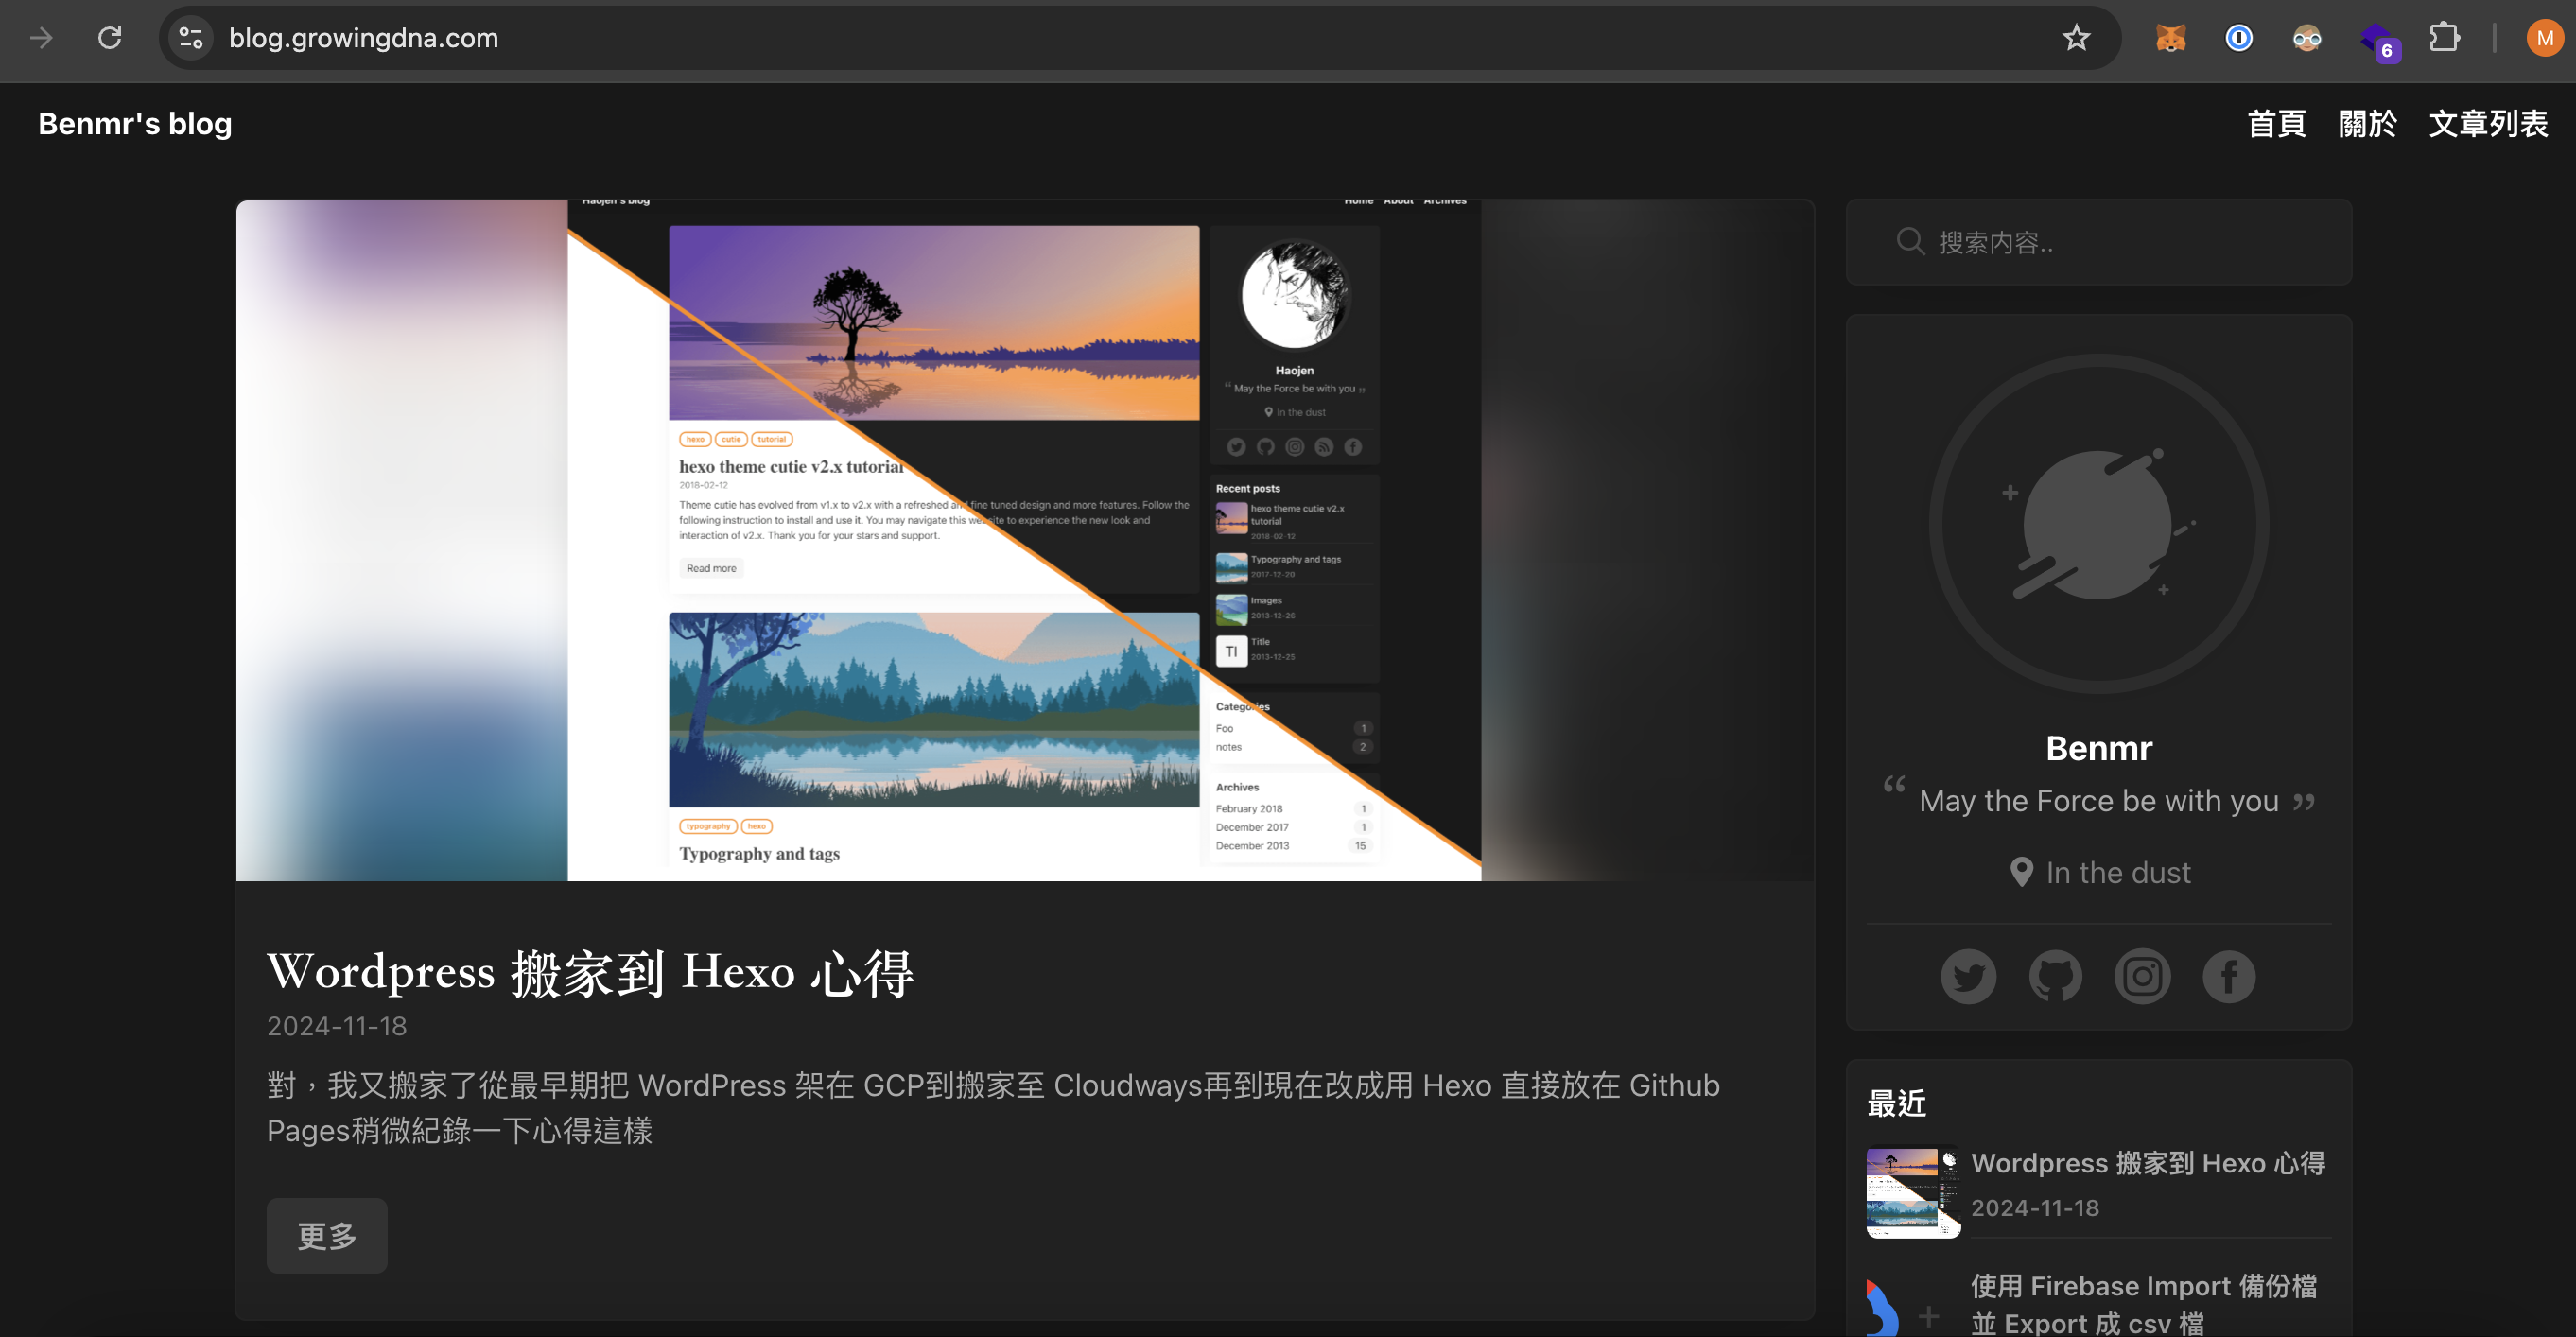 blog.growingdna.com
6
M
Benmr's blog
首頁 關於 文章列表
Haojen's blog
Home About Archives
hexo cutie tutorial
hexo theme cutie v2.x tutorial
2018-02-12
Theme cutie has evolved from v1.x to v2.x with a refreshed and fine tuned design and more features. Follow the
following instruction to install and use it. You may navigate this website to experience the new look and
interaction of v2.x. Thank you for your stars and support.
Read more
typography hexo
Typography and tags
Haojen
“ May the Force be with you ”
In the dust
Recent posts
hexo theme cutie v2.x
tutorial
2018-02-12
Typography and tags
2017-12-20
Images
2013-12-26
TI
Title
2013-12-25
Categories
Foo 1
notes 2
Archives
February 2018 1
December 2017 1
December 2013 15
Wordpress 搬家到 Hexo 心得
2024-11-18
對，我又搬家了從最早期把 WordPress 架在 GCP到搬家至 Cloudways再到現在改成用 Hexo 直接放在 Github
Pages稍微紀錄一下心得這樣
更多
搜索内容..
Benmr
“ May the Force be with you ”
In the dust
最近
Wordpress 搬家到 Hexo 心得
2024-11-18
使用 Firebase Import 備份檔
並 Export 成 csv 檔